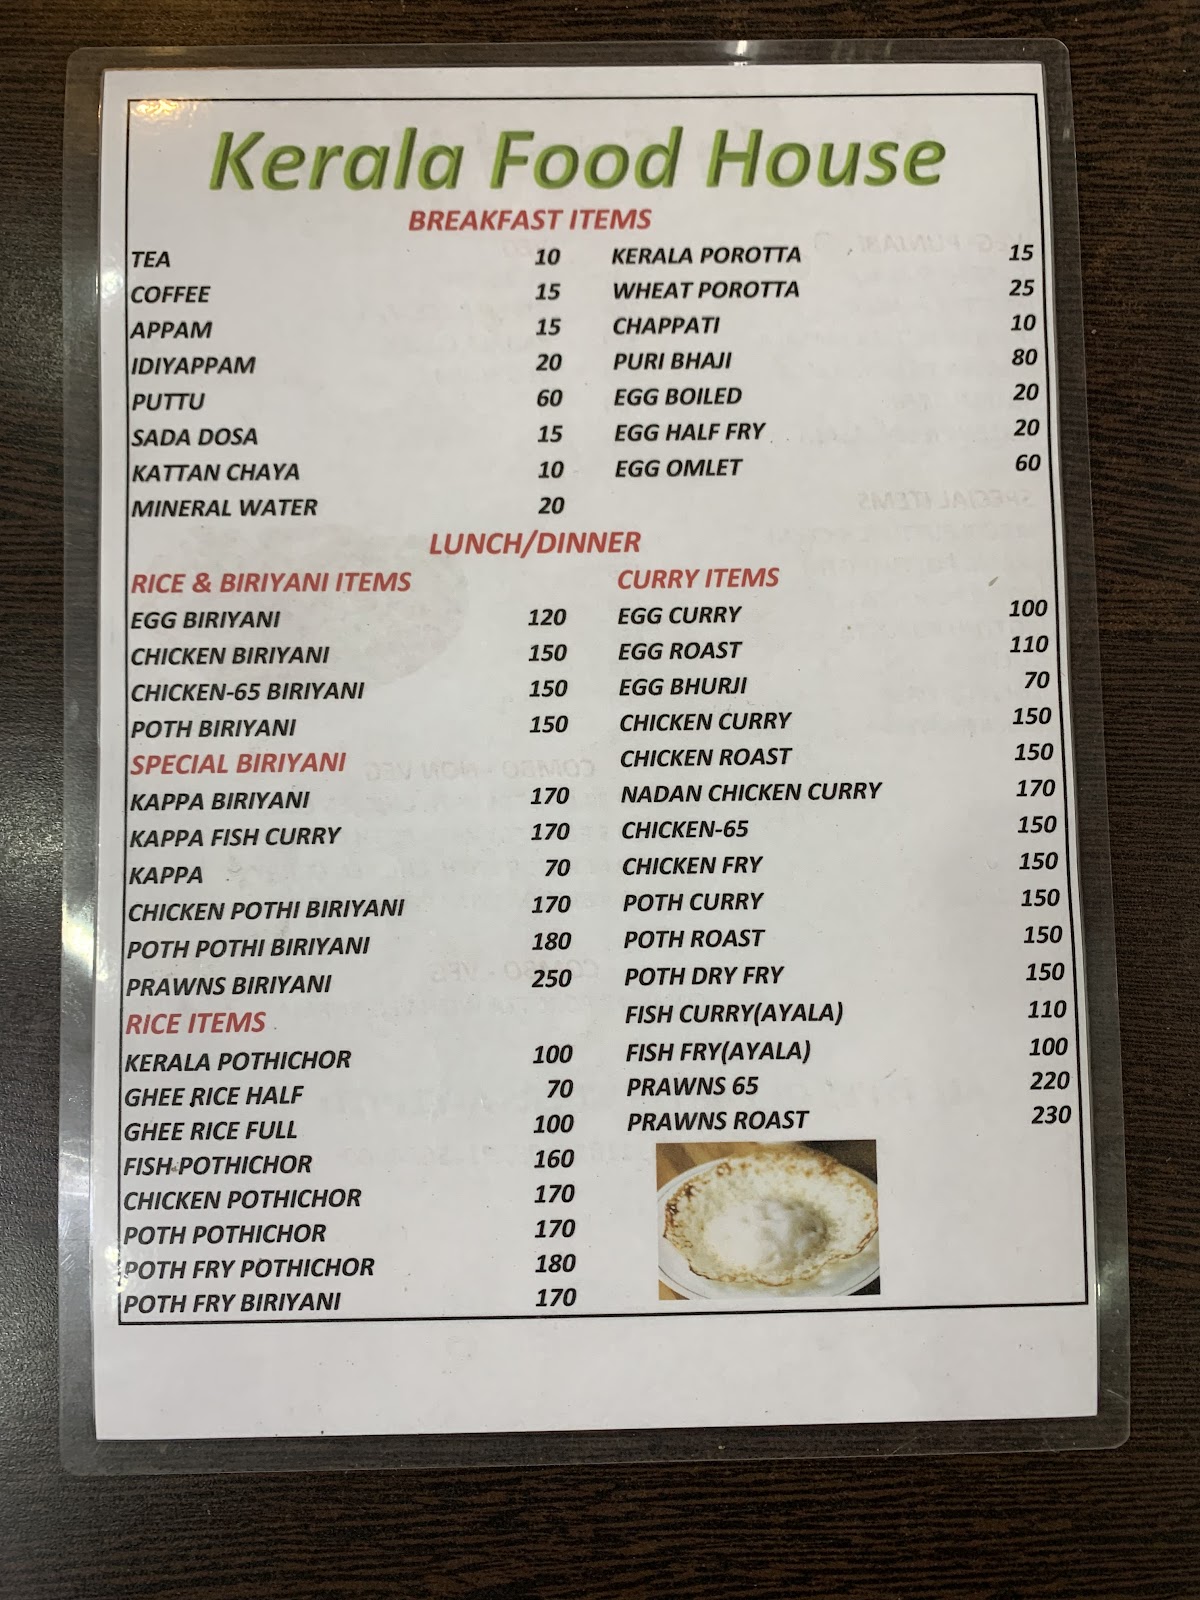 Kerala Food House
BREAKFAST ITEMS
TEA 10
COFFEE 15
APPAM 15
IDIYAPPAM 20
PUTTU 60
SADA DOSA 15
KATTAN CHAYA 10
MINERAL WATER 20
KERALA POROTTA 15
WHEAT POROTTA 25
CHAPPATI 10
PURI BHAJI 80
EGG BOILED 20
EGG HALF FRY 20
EGG OMLET 60
LUNCH/DINNER
RICE & BIRIYANI ITEMS
EGG BIRIYANI 120
CHICKEN BIRIYANI 150
CHICKEN-65 BIRIYANI 150
POTH BIRIYANI 150
SPECIAL BIRIYANI
KAPPA BIRIYANI 170
KAPPA FISH CURRY 170
KAPPA 70
CHICKEN POTHI BIRIYANI 170
POTH POTHI BIRIYANI 180
PRAWNS BIRIYANI 250
RICE ITEMS
KERALA POTHICHOR 100
GHEE RICE HALF 70
GHEE RICE FULL 100
FISH POTHICHOR 160
CHICKEN POTHICHOR 170
POTH POTHICHOR 170
POTH FRY POTHICHOR 180
POTH FRY BIRIYANI 170
CURRY ITEMS
EGG CURRY 100
EGG ROAST 110
EGG BHURJI 70
CHICKEN CURRY 150
CHICKEN ROAST 150
NADAN CHICKEN CURRY 170
CHICKEN-65 150
CHICKEN FRY 150
POTH CURRY 150
POTH ROAST 150
POTH DRY FRY 150
FISH CURRY(AYALA) 110
FISH FRY(AYALA) 100
PRAWNS 65 220
PRAWNS ROAST 230